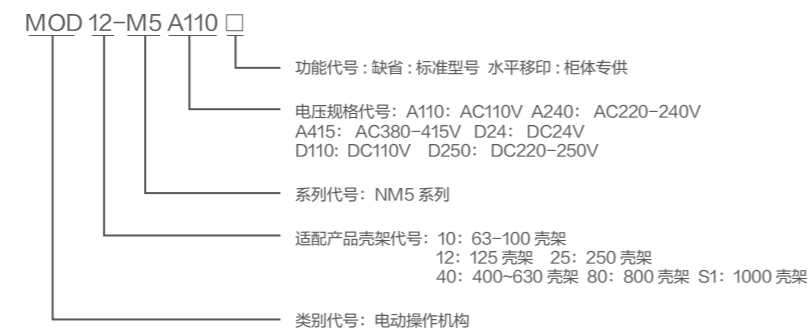 MOD 12-M5 A110 □
功能代号：缺省：标准型号 水平移印：柜体专供
电压规格代号：A110：AC110V A240：AC220-240V
A415：AC380-415V D24：DC24V
D110: DC110V D250：DC220-250V
系列代号：NM5 系列
适配产品壳架代号：10：63-100 壳架
12：125 壳架 25：250 壳架
40：400~630 壳架 80：800 壳架 S1：1000 壳架
类别代号：电动操作机构